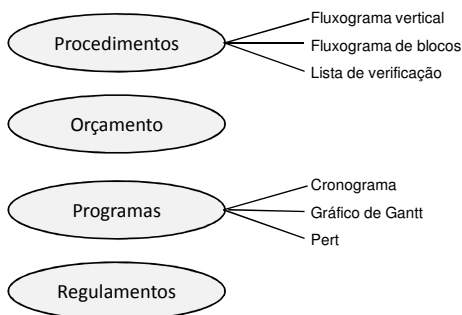 Procedimentos
Fluxograma vertical
Fluxograma de blocos
Lista de verificação
Orçamento
Programas
Cronograma
Gráfico de Gantt
Pert
Regulamentos